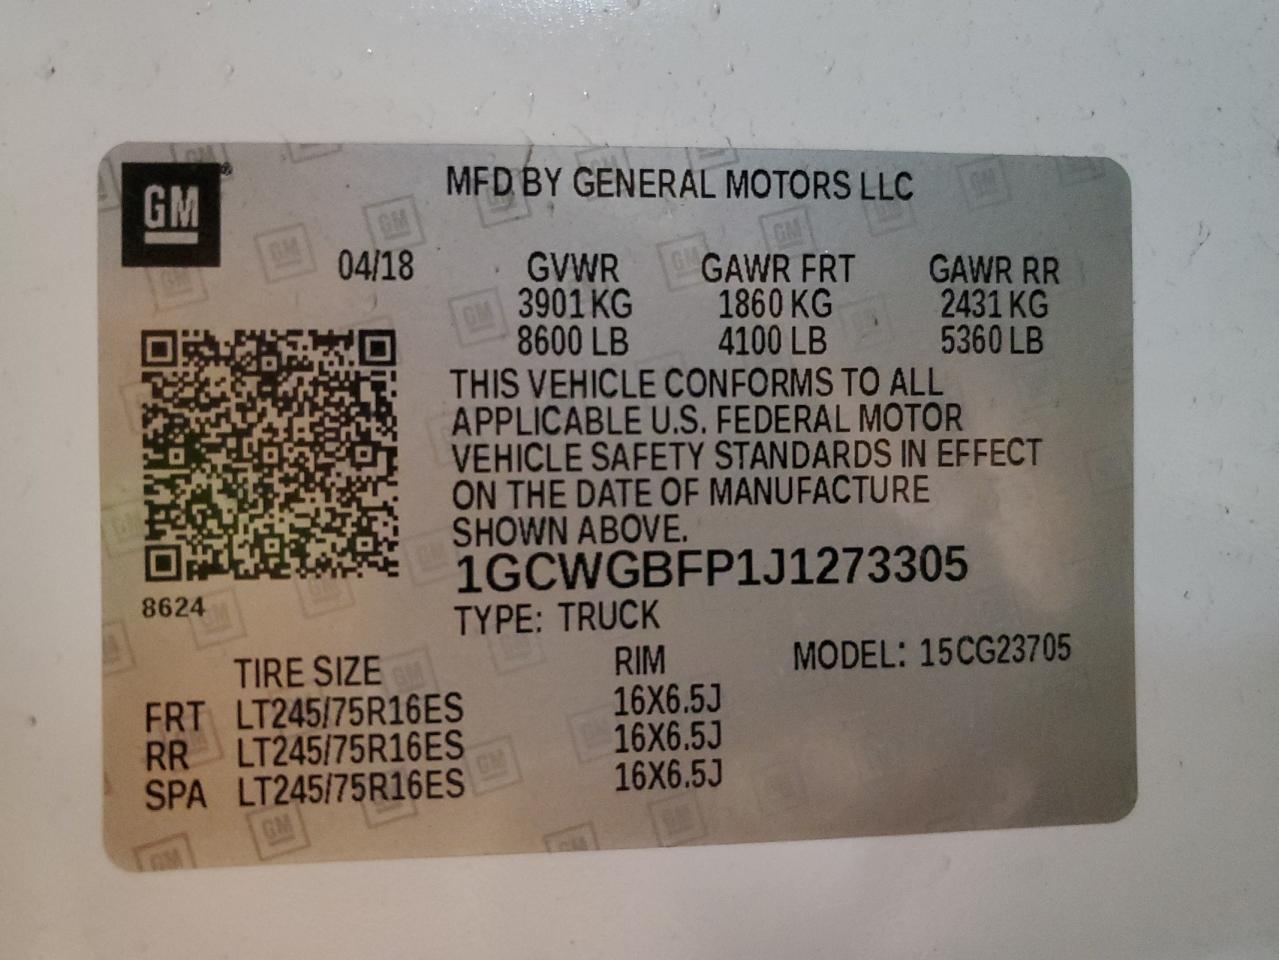 GM®
MFD BY GENERAL MOTORS LLC
04/18 GVWR GAWR FRT GAWR RR
3901 KG 1860 KG 2431 KG
8600 LB 4100 LB 5360 LB
THIS VEHICLE CONFORMS TO ALL
APPLICABLE U.S. FEDERAL MOTOR
VEHICLE SAFETY STANDARDS IN EFFECT
ON THE DATE OF MANUFACTURE
SHOWN ABOVE.
1GCWGBFP1J1273305
8624
TYPE: TRUCK
TIRE SIZE RIM MODEL: 15CG23705
FRT LT245/75R16ES 16X6.5J
RR LT245/75R16ES 16X6.5J
SPA LT245/75R16ES 16X6.5J